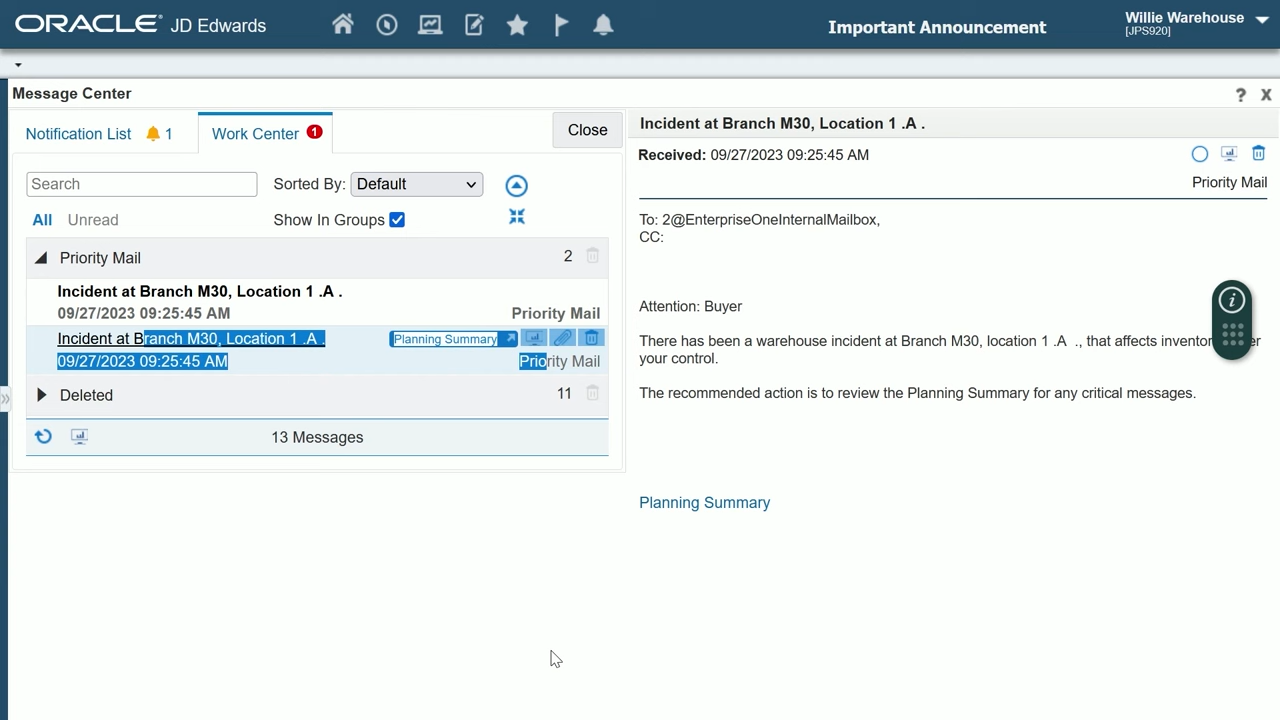 ORACLE JD Edwards
Important Announcement
Willie Warehouse
[JPS920]
Message Center
? X
Notification List 1
Work Center 1
Close
Search
Sorted By: Default
All Unread
Show In Groups
Priority Mail 2
Incident at Branch M30, Location 1 .A .
09/27/2023 09:25:45 AM Priority Mail
Incident at Branch M30, Location 1 .A . Planning Summary
09/27/2023 09:25:45 AM Priority Mail
Deleted 11
13 Messages
Incident at Branch M30, Location 1 .A .
Received: 09/27/2023 09:25:45 AM
Priority Mail
To: 2@EnterpriseOneInternalMailbox,
CC:
Attention: Buyer
There has been a warehouse incident at Branch M30, location 1 .A ., that affects inventor er
your control.
The recommended action is to review the Planning Summary for any critical messages.
Planning Summary